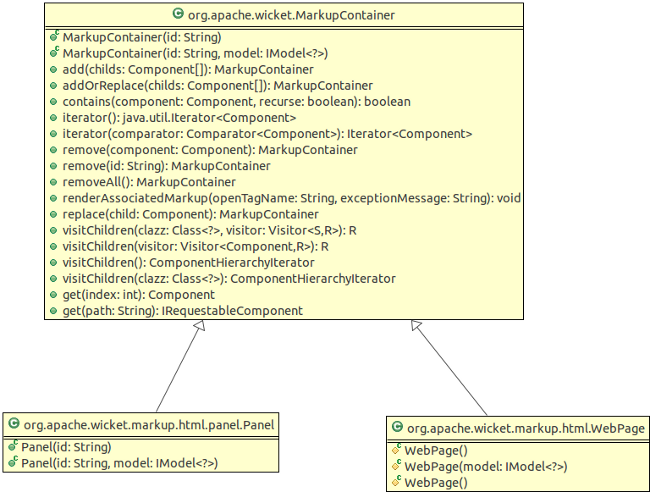 org.apache.wicket.MarkupContainer
MarkupContainer(id: String)
MarkupContainer(id: String, model: IModel<?>)
add(childs: Component[]): MarkupContainer
addOrReplace(childs: Component[]): MarkupContainer
contains(component: Component, recurse: boolean): boolean
iterator(): java.util.Iterator<Component>
iterator(comparator: Comparator<Component>): Iterator<Component>
remove(component: Component): MarkupContainer
remove(id: String): MarkupContainer
removeAll(): MarkupContainer
renderAssociatedMarkup(openTagName: String, exceptionMessage: String): void
replace(child: Component): MarkupContainer
visitChildren(clazz: Class<?>, visitor: Visitor<S,R>): R
visitChildren(visitor: Visitor<Component,R>): R
visitChildren(): ComponentHierarchyIterator
visitChildren(clazz: Class<?>): ComponentHierarchyIterator
get(index: int): Component
get(path: String): IRequestableComponent
org.apache.wicket.markup.html.panel.Panel
Panel(id: String)
Panel(id: String, model: IModel<?>)
org.apache.wicket.markup.html.WebPage
WebPage()
WebPage(model: IModel<?>)
WebPage()